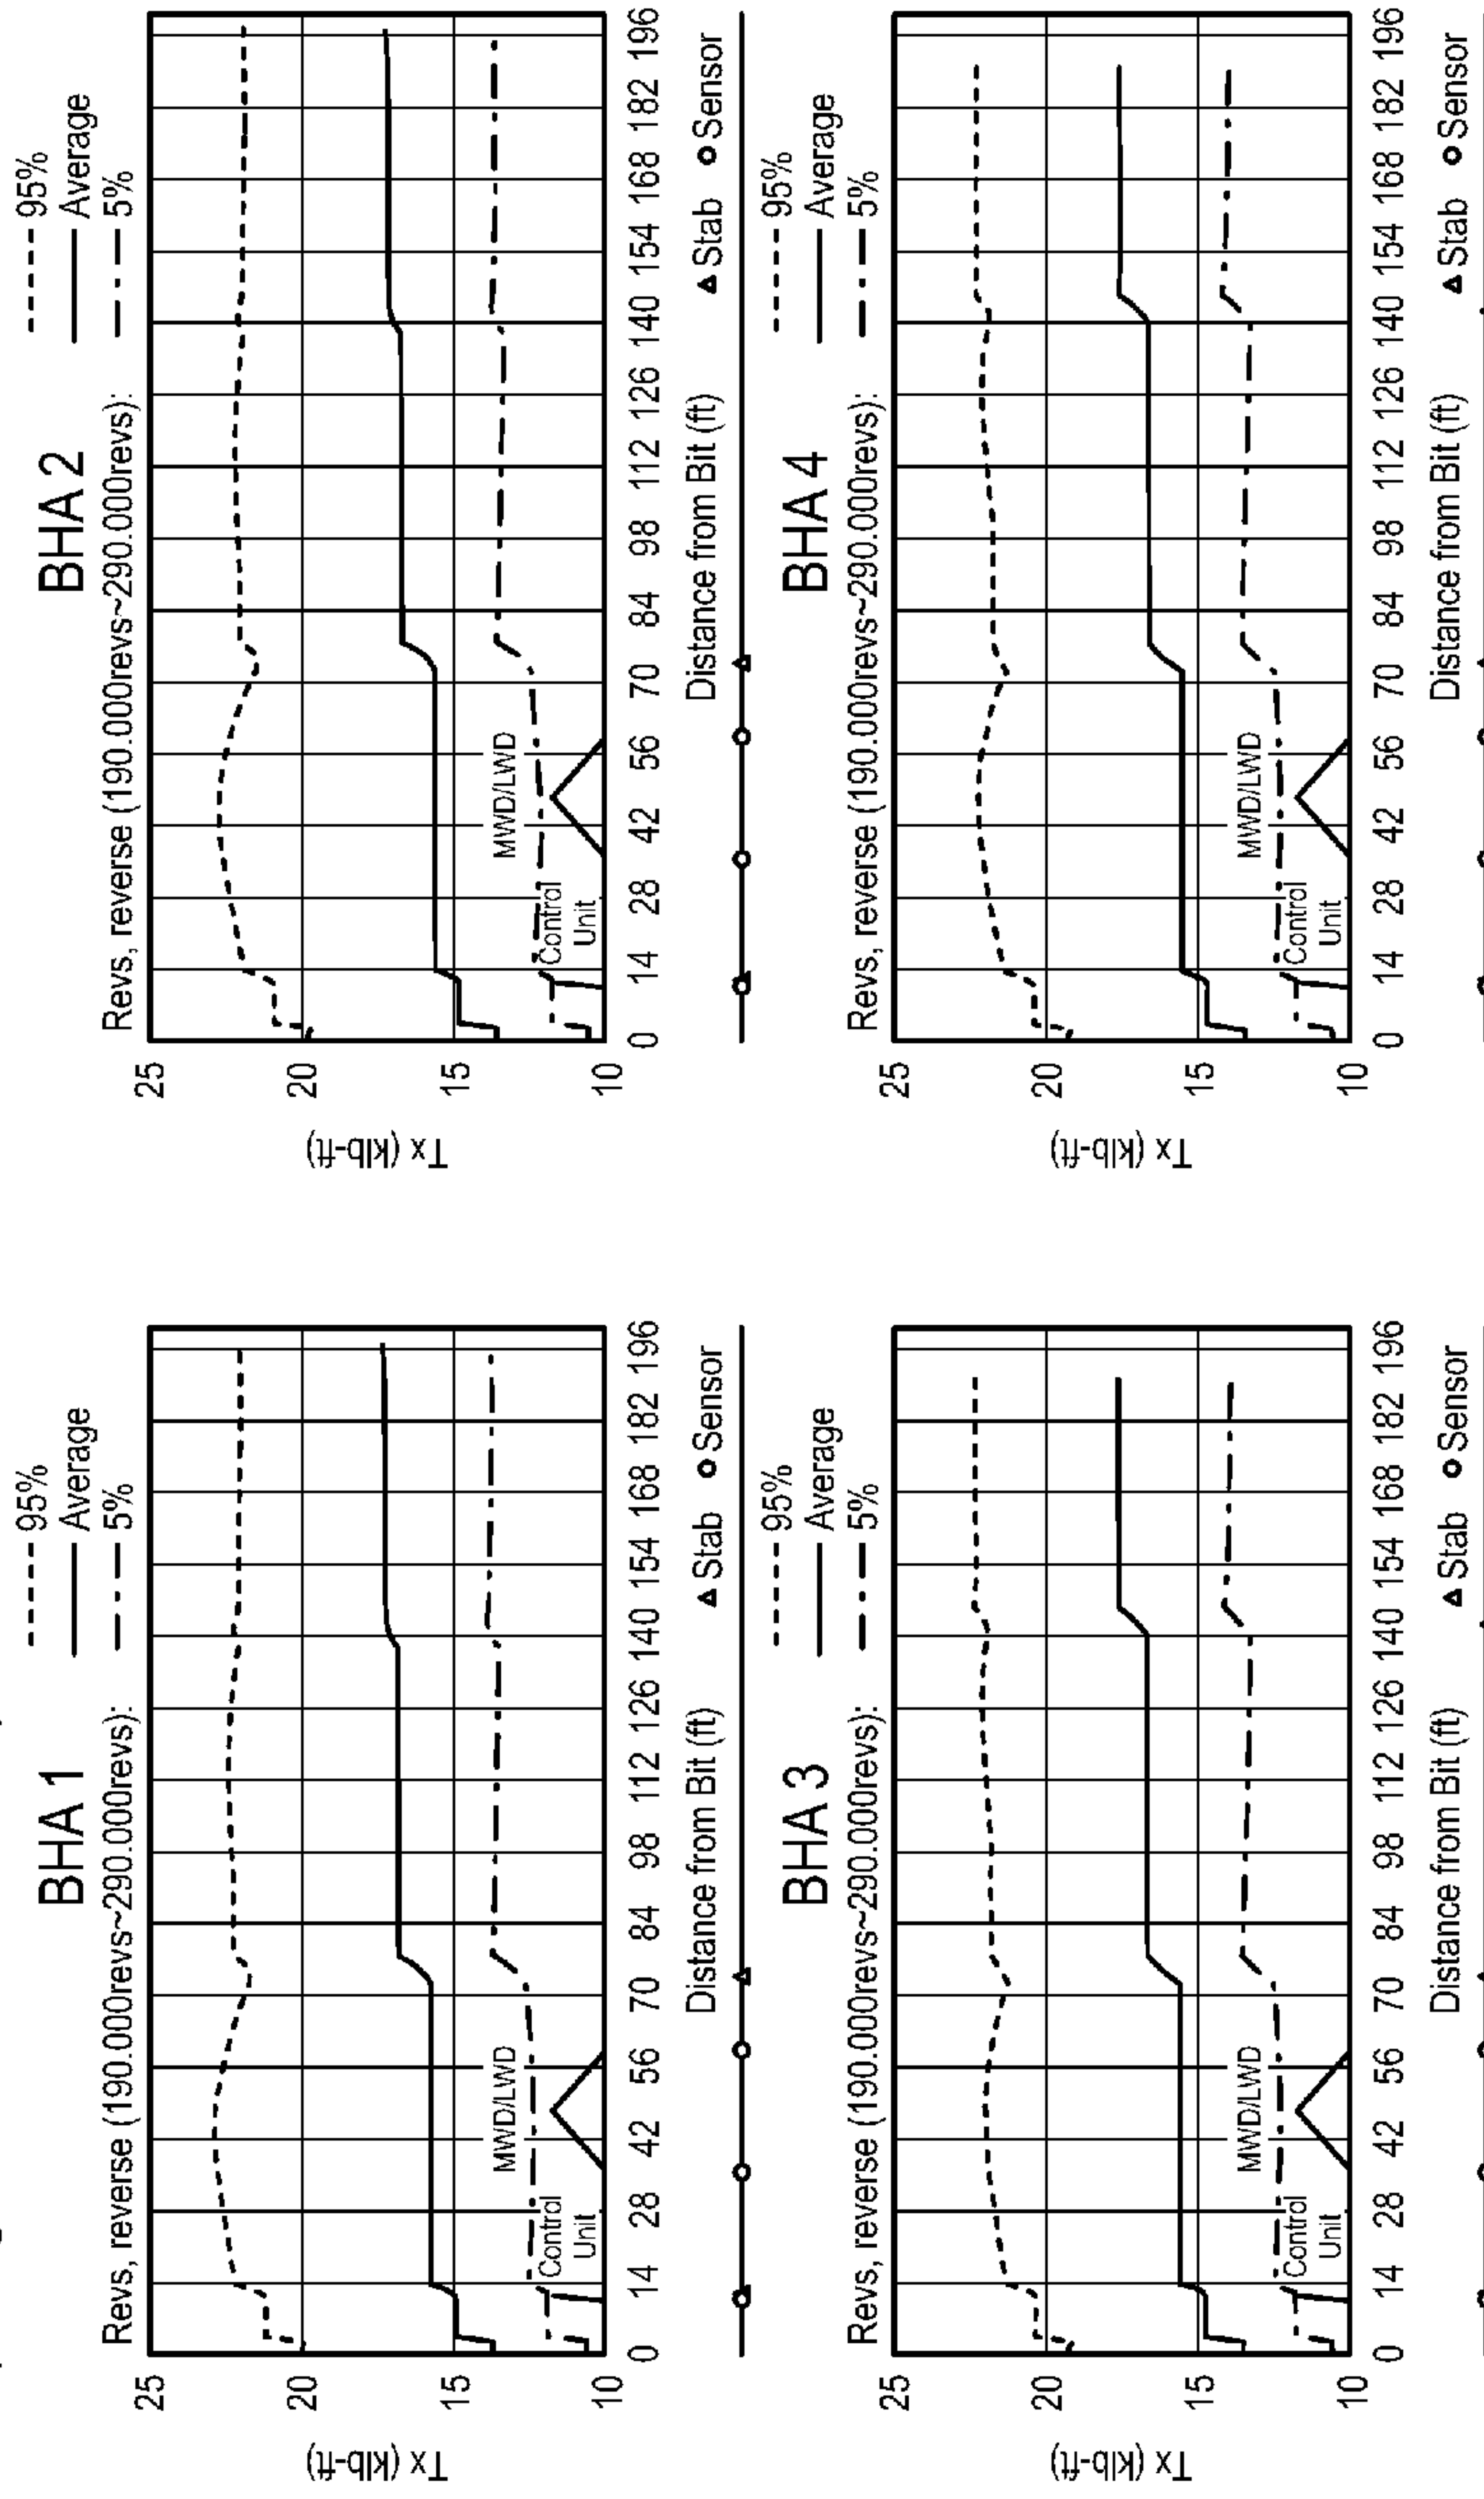 BHA 1
95%
Average
5%
Revs, reverse (190.000revs~290.000revs):
Tx (klb-ft)
25
20
15
10
MWD/LWD
Control
Unit
0 14 28 42 56 70 84 98 112 126 140 154 168 182 196
Distance from Bit (ft)
Stab Sensor
BHA 2
95%
Average
5%
Revs, reverse (190.000revs~290.000revs):
Tx (klb-ft)
25
20
15
10
MWD/LWD
Control
Unit
0 14 28 42 56 70 84 98 112 126 140 154 168 182 196
Distance from Bit (ft)
Stab Sensor
BHA 3
95%
Average
5%
Revs, reverse (190.000revs~290.000revs):
Tx (klb-ft)
25
20
15
10
MWD/LWD
Control
Unit
0 14 28 42 56 70 84 98 112 126 140 154 168 182 196
Distance from Bit (ft)
Stab Sensor
BHA 4
95%
Average
5%
Revs, reverse (190.000revs~290.000revs):
Tx (klb-ft)
25
20
15
10
MWD/LWD
Control
Unit
0 14 28 42 56 70 84 98 112 126 140 154 168 182 196
Distance from Bit (ft)
Stab Sensor